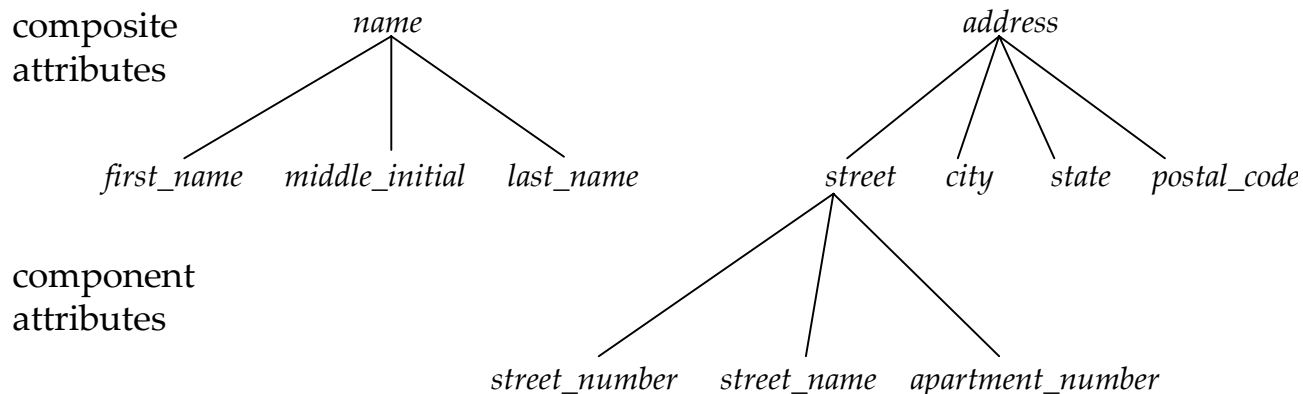 composite
attributes
name
address
first_name middle_initial last_name
street city state postal_code
component
attributes
street_number street_name apartment_number